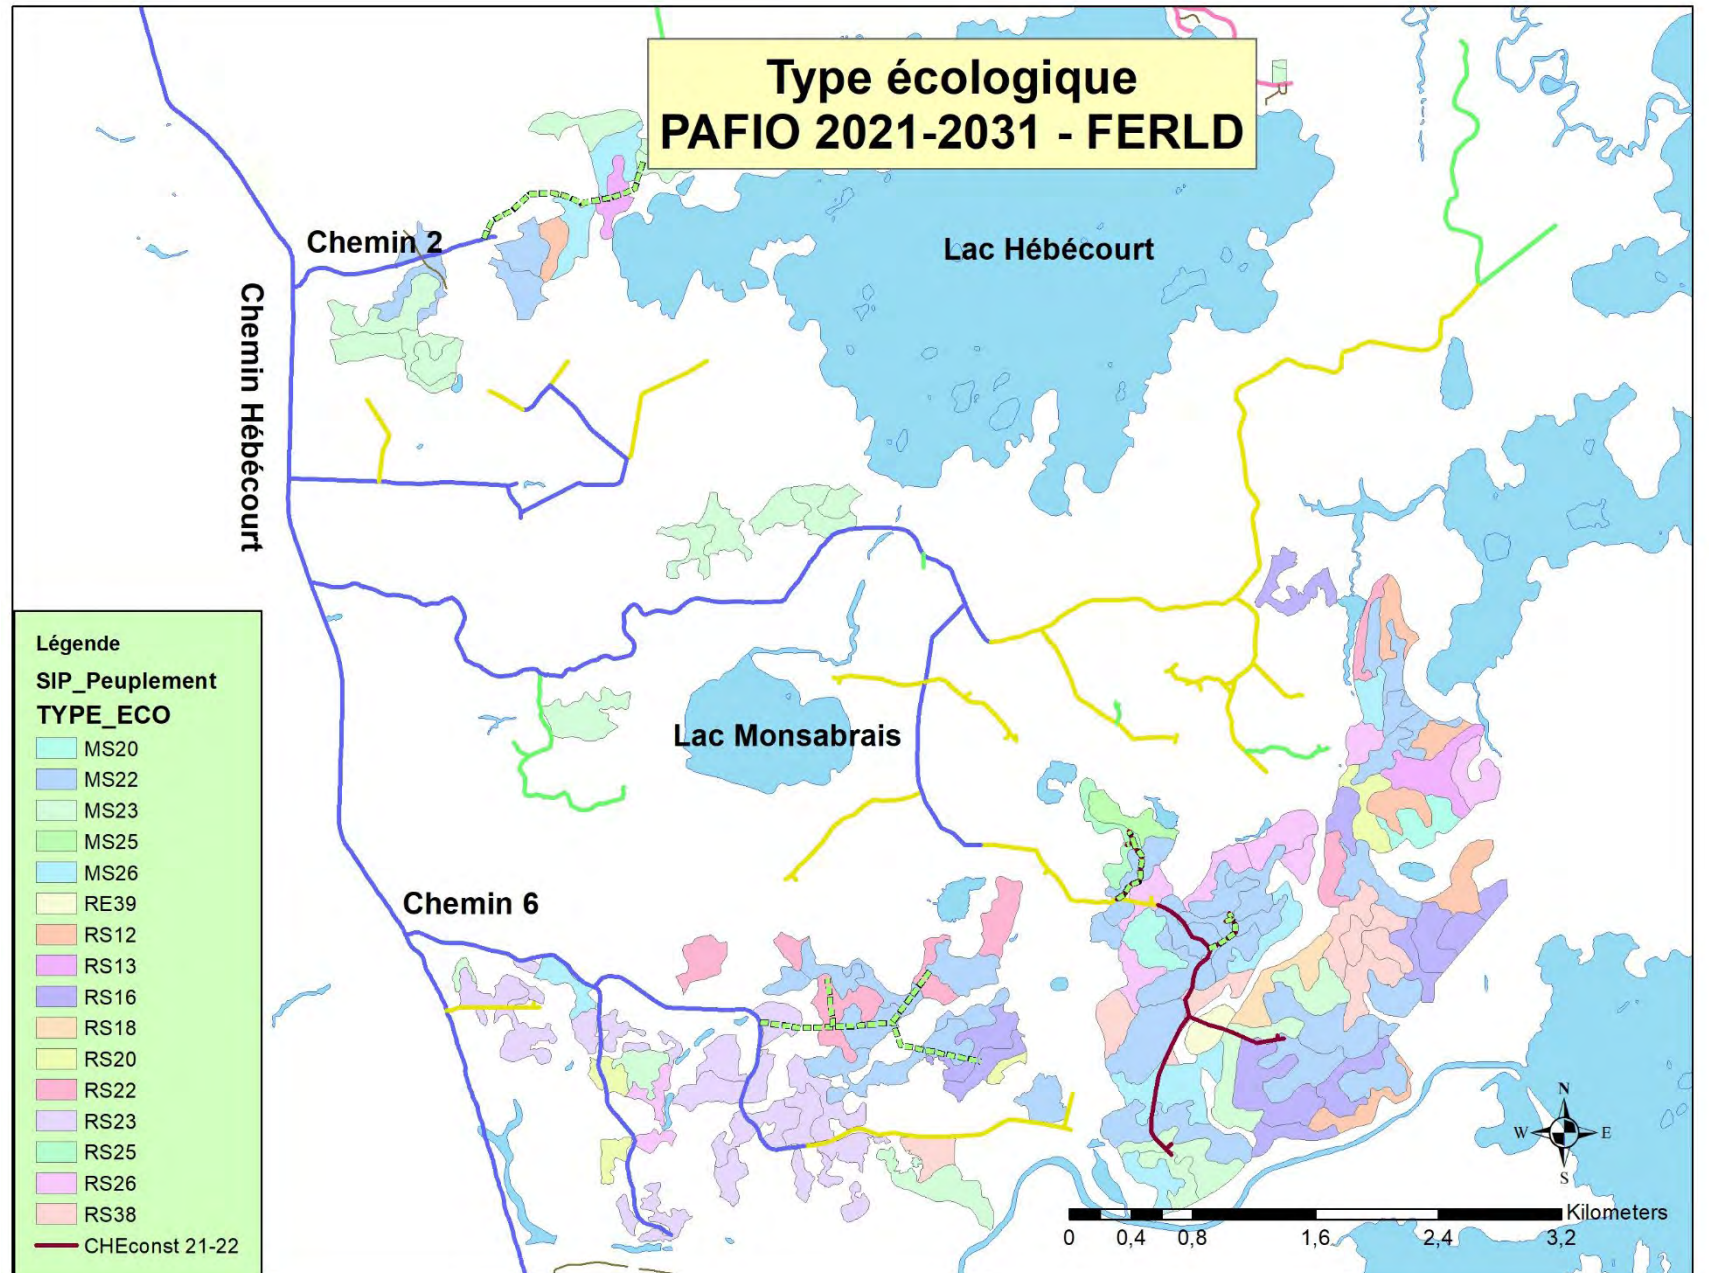 Type écologique
PAFIO 2021-2031 - FERLD
Chemin 2
Lac Hébécourt
Chemin Hébécourt
Lac Monsabrais
Chemin 6
Légende
SIP_Peuplement
TYPE_ECO
MS20
MS22
MS23
MS25
MS26
RE39
RS12
RS13
RS16
RS18
RS20
RS22
RS23
RS25
RS26
RS38
CHEconst 21-22
N
W E
S
Kilometers
0 0,4 0,8 1,6 2,4 3,2